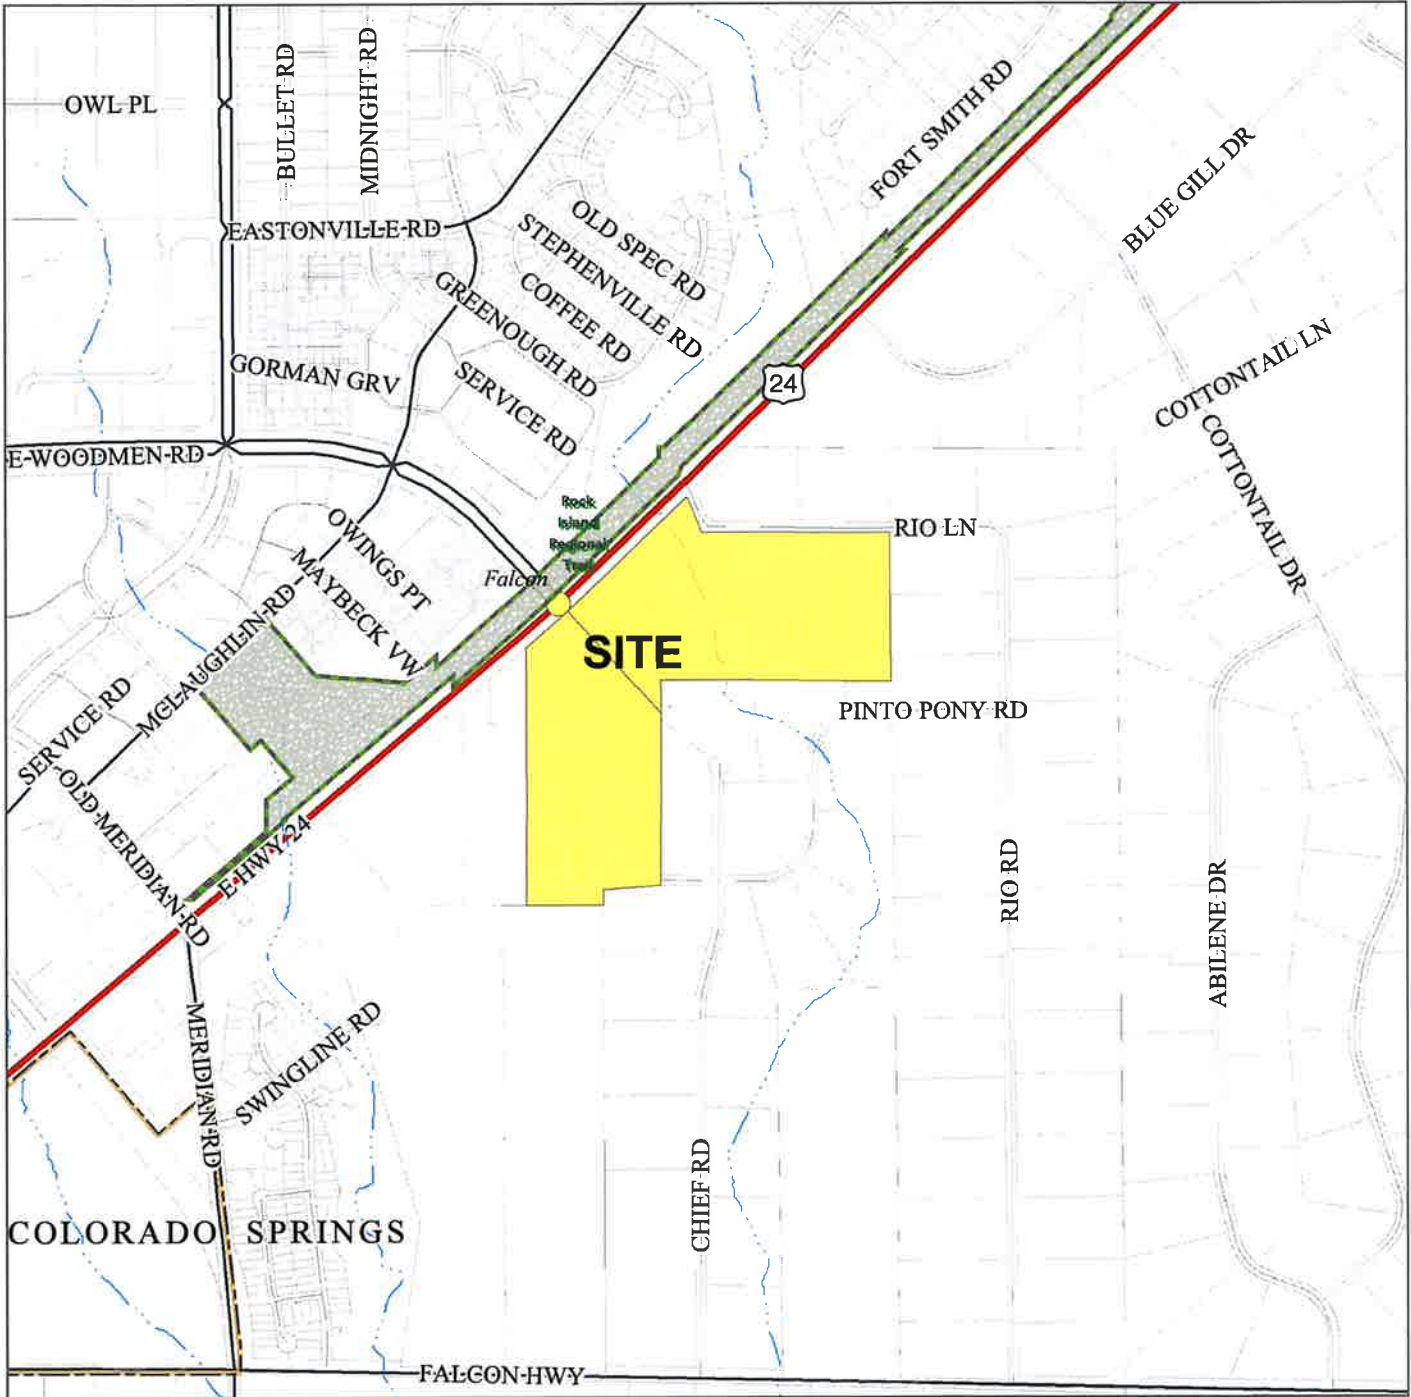 OWL PL
BULLET RD
MIDNIGHT RD
FORT SMITH RD
BLUE GILL DR
EASTONVILLE RD
OLD SPEC RD
STEPHENVILLE RD
COFFEE RD
GREENOUGH RD
SERVICE RD
GORMAN GRV
24
COTTONTAIL LN
COTTONTAIL DR
E WOODMEN RD
OWINGS PT
MAYBECK VW
Rock
Island
Regional
Trail
Falcon
RIO LN
SITE
MCLAUGHLIN RD
SERVICE RD
OLD MERIDIAN RD
E HWY 24
PINTO PONY RD
RIO RD
ABILENE DR
MERIDIAN RD
SWINGLINE RD
CHIEF RD
COLORADO SPRINGS
FALCON HWY